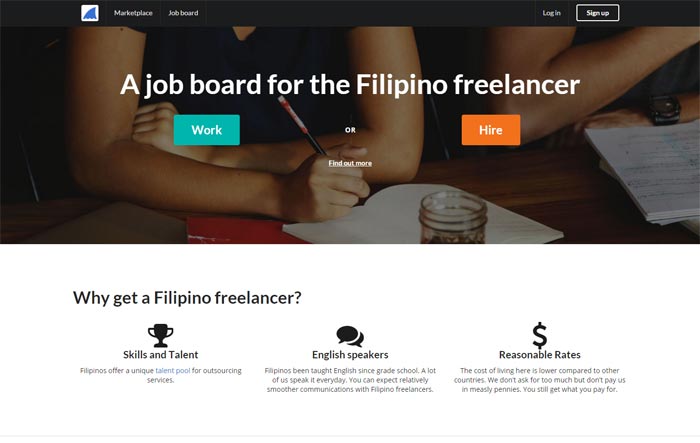 Marketplace
Job board
Log in
Sign up
A job board for the Filipino freelancer
Work
OR
Hire
Find out more
Why get a Filipino freelancer?
Skills and Talent
Filipinos offer a unique talent pool for outsourcing
services.
English speakers
Filipinos been taught English since grade school. A lot
of us speak it everyday. You can expect relatively
smoother communications with Filipino freelancers.
Reasonable Rates
The cost of living here is lower compared to other
countries. We don't ask for too much but don't pay us
in measly pennies. You still get what you pay for.